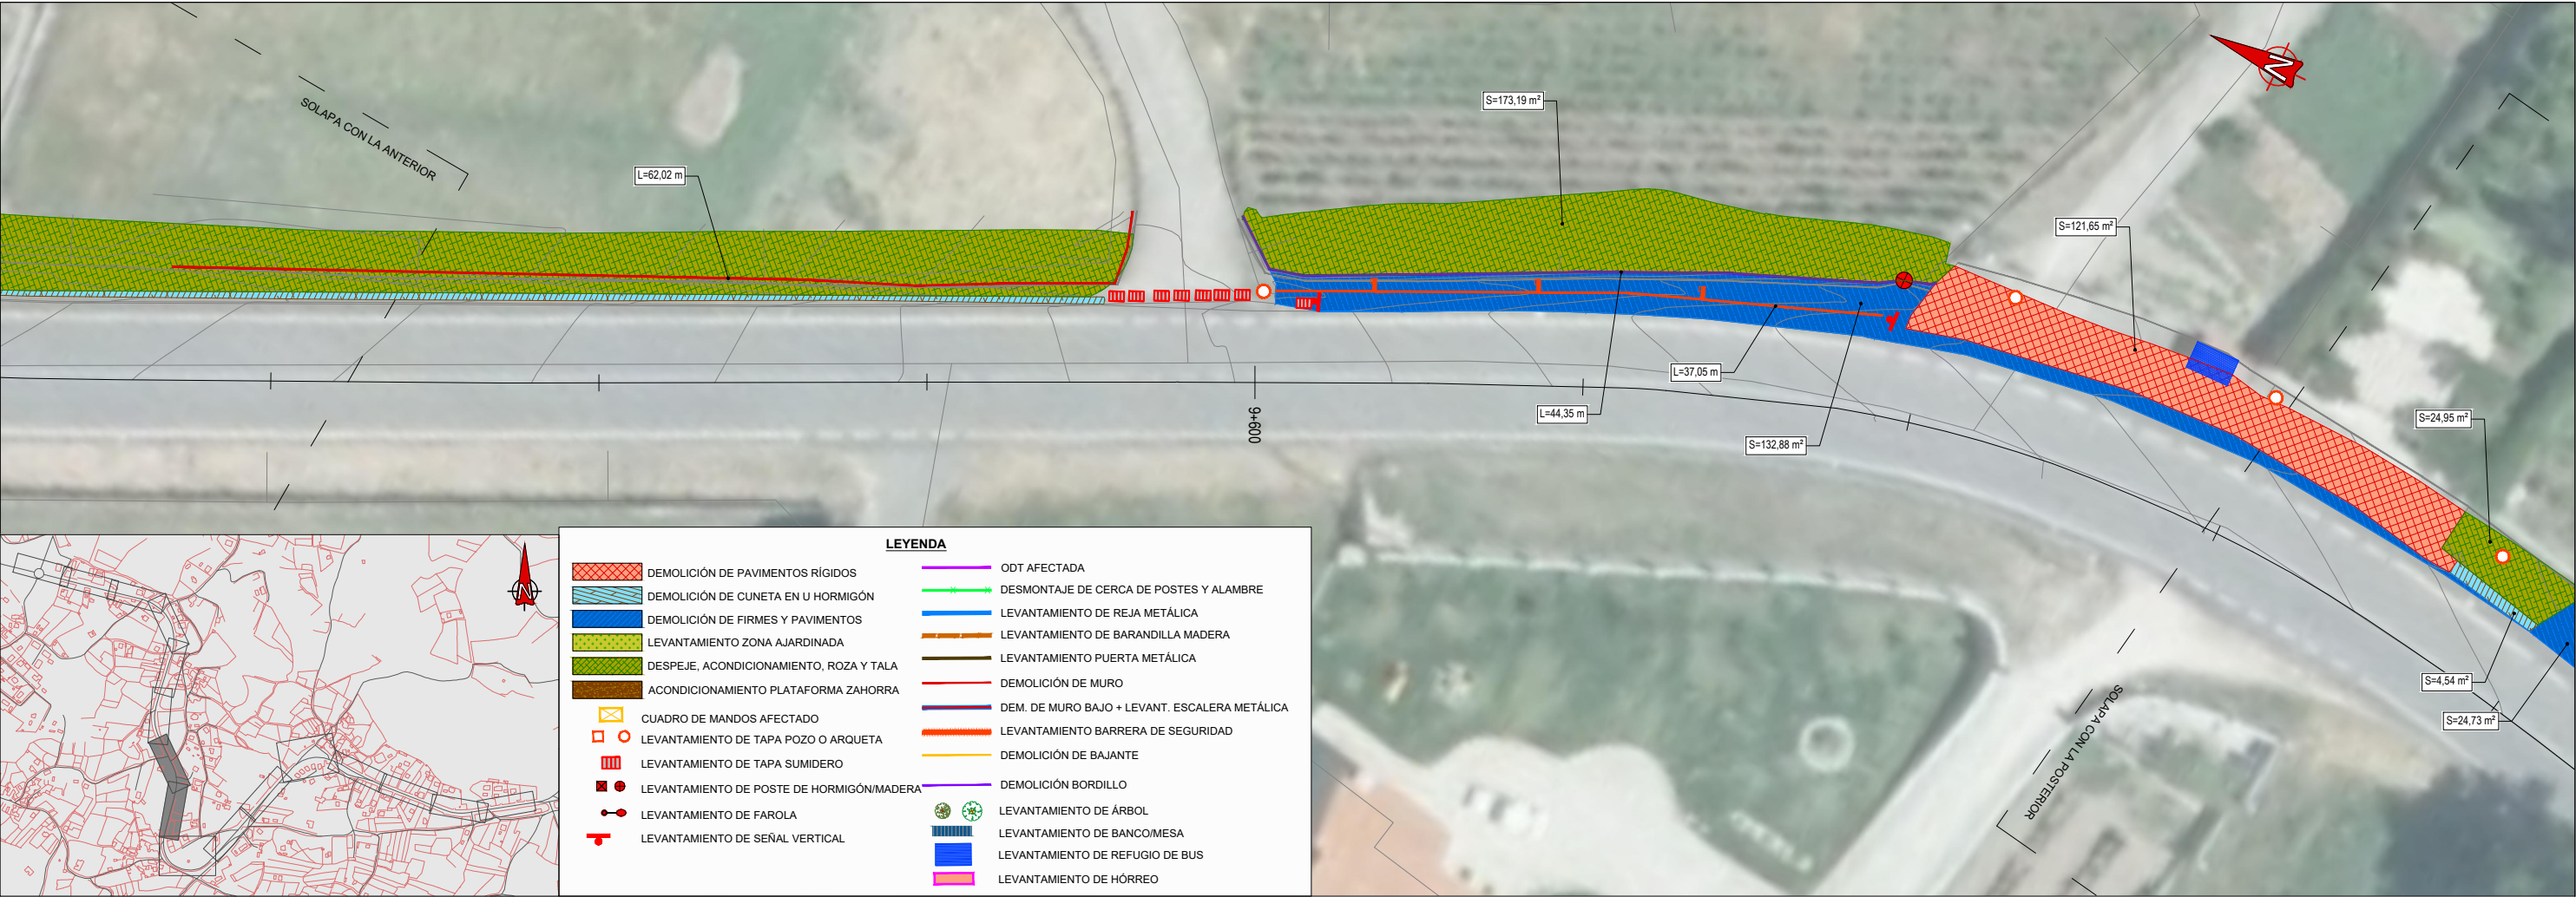 SOLAPA CON LA ANTERIOR
L=62,02 m
S=173,19 m²
N
S=121,65 m²
L=37,05 m
L=44,35 m
S=132,88 m²
9+600
S=24,95 m²
S=4,54 m²
S=24,73 m²
SOLAPA CON LA POSTERIOR
N
LEYENDA
DEMOLICIÓN DE PAVIMENTOS RÍGIDOS
DEMOLICIÓN DE CUNETA EN U HORMIGÓN
DEMOLICIÓN DE FIRMES Y PAVIMENTOS
LEVANTAMIENTO ZONA AJARDINADA
DESPEJE, ACONDICIONAMIENTO, ROZA Y TALA
ACONDICIONAMIENTO PLATAFORMA ZAHORRA
CUADRO DE MANDOS AFECTADO
LEVANTAMIENTO DE TAPA POZO O ARQUETA
LEVANTAMIENTO DE TAPA SUMIDERO
LEVANTAMIENTO DE POSTE DE HORMIGÓN/MADERA
LEVANTAMIENTO DE FAROLA
LEVANTAMIENTO DE SEÑAL VERTICAL
ODT AFECTADA
DESMONTAJE DE CERCA DE POSTES Y ALAMBRE
LEVANTAMIENTO DE REJA METÁLICA
LEVANTAMIENTO DE BARANDILLA MADERA
LEVANTAMIENTO PUERTA METÁLICA
DEMOLICIÓN DE MURO
DEM. DE MURO BAJO + LEVANT. ESCALERA METÁLICA
LEVANTAMIENTO BARRERA DE SEGURIDAD
DEMOLICIÓN DE BAJANTE
DEMOLICIÓN BORDILLO
LEVANTAMIENTO DE ÁRBOL
LEVANTAMIENTO DE BANCO/MESA
LEVANTAMIENTO DE REFUGIO DE BUS
LEVANTAMIENTO DE HÓRREO